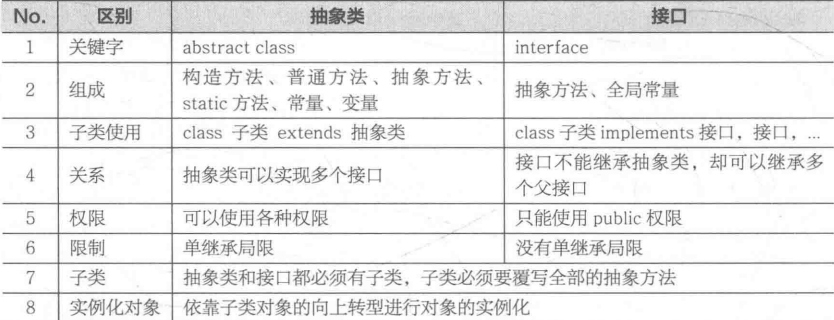 No. 区别 抽象类 接口
1 关键字 abstract class interface
2 组成 构造方法、普通方法、抽象方法、
static 方法、常量、变量 抽象方法、全局常量
3 子类使用 class 子类 extends 抽象类 class 子类 implements 接口，接口，...
4 关系 抽象类可以实现多个接口 接口不能继承抽象类，却可以继承多
个父接口
5 权限 可以使用各种权限 只能使用 public 权限
6 限制 单继承局限 没有单继承局限
7 子类 抽象类和接口都必须有子类，子类必须要覆写全部的抽象方法
8 实例化对象 依靠子类对象的向上转型进行对象的实例化